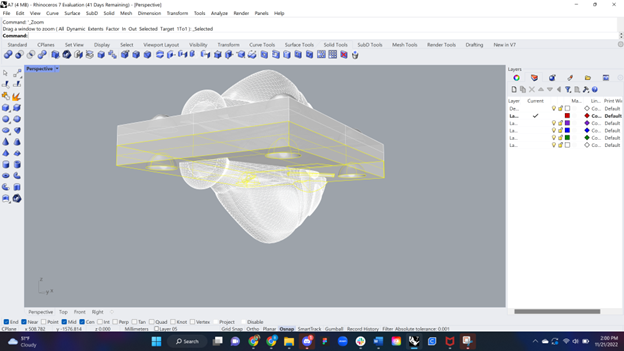 A7 (4 MB) - Rhinoceros 7 Evaluation (41 Days Remaining) - [Perspective]
File Edit View Curve Surface SubD Solid Mesh Dimension Transform Tools Analyze Render Panels Help
Command: '_Zoom
Drag a window to zoom ( All Dynamic Extents Factor In Out Selected Target 1To1 ): _Selected
Command:
Standard CPlanes Set View Display Select Viewport Layout Visibility Transform Curve Tools Surface Tools Solid Tools SubD Tools Mesh Tools Render Tools Drafting New in V7
Perspective
Layers
Layer Current Ma... Lin... Print Wid
De... Co... Default
La... Co... Default
La... Co... Default
La... Co... Default
La... Co... Default
La... Co... Default
z
y
Perspective Top Front Right
End Near Point Mid Cen Int Perp Tan Quad Knot Vertex Project Disable
CPlane x 508.782 y -1576.814 z 0.000 Millimeters Layer 05 Grid Snap Ortho Planar Osnap SmartTrack Gumball Record History Filter Absolute tolerance: 0.001
51°F
Cloudy
Search
2:00 PM
11/21/2022